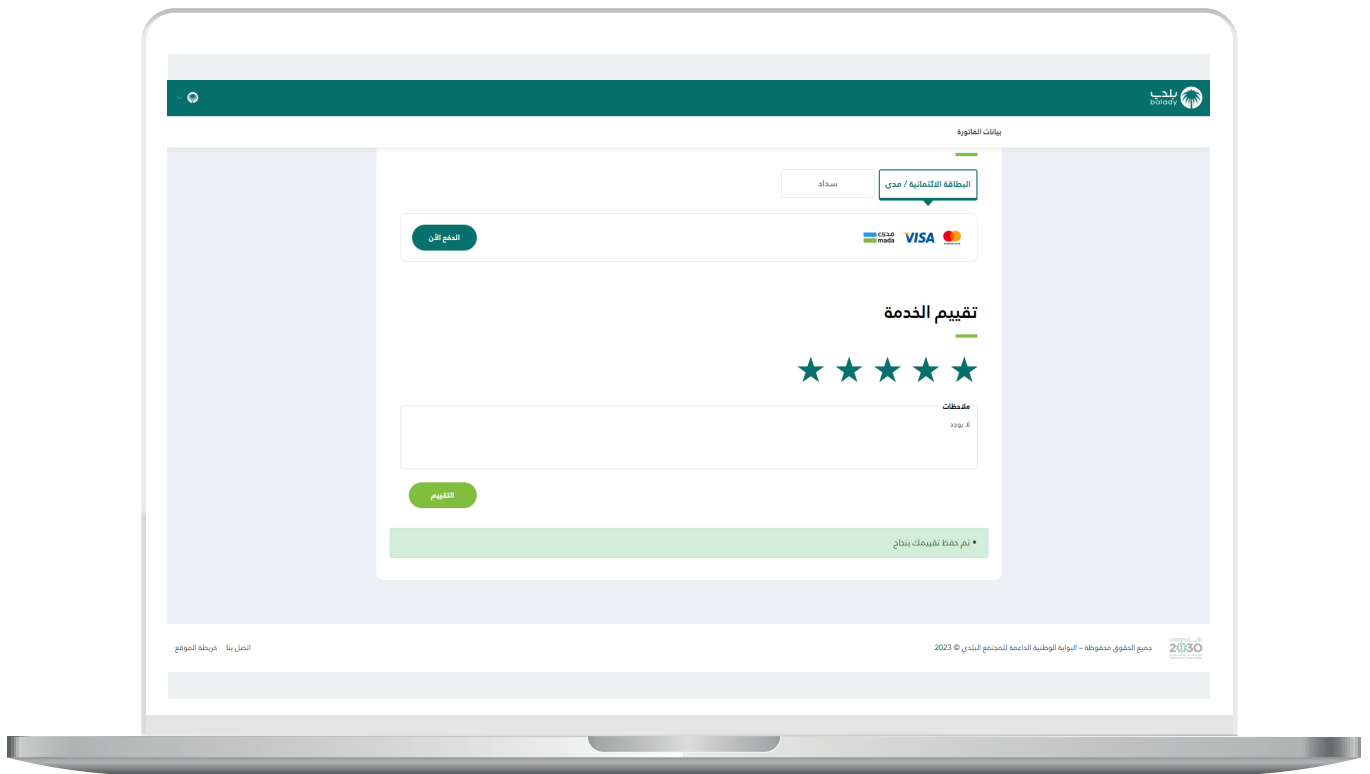 بلدي
balady
بيانات الفاتورة
البطاقة الائتمانية / مدى
سداد
مدى
mada
VISA
الدفع الأن
تقييم الخدمة
ملاحظات
لا يوجد
التقييم
• تم حفظ تقييمك بنجاح
2030
جميع الحقوق محفوظة – البوابة الوطنية الداعمة للمجتمع البلدي © 2023
اتصل بنا
خريطة الموقع